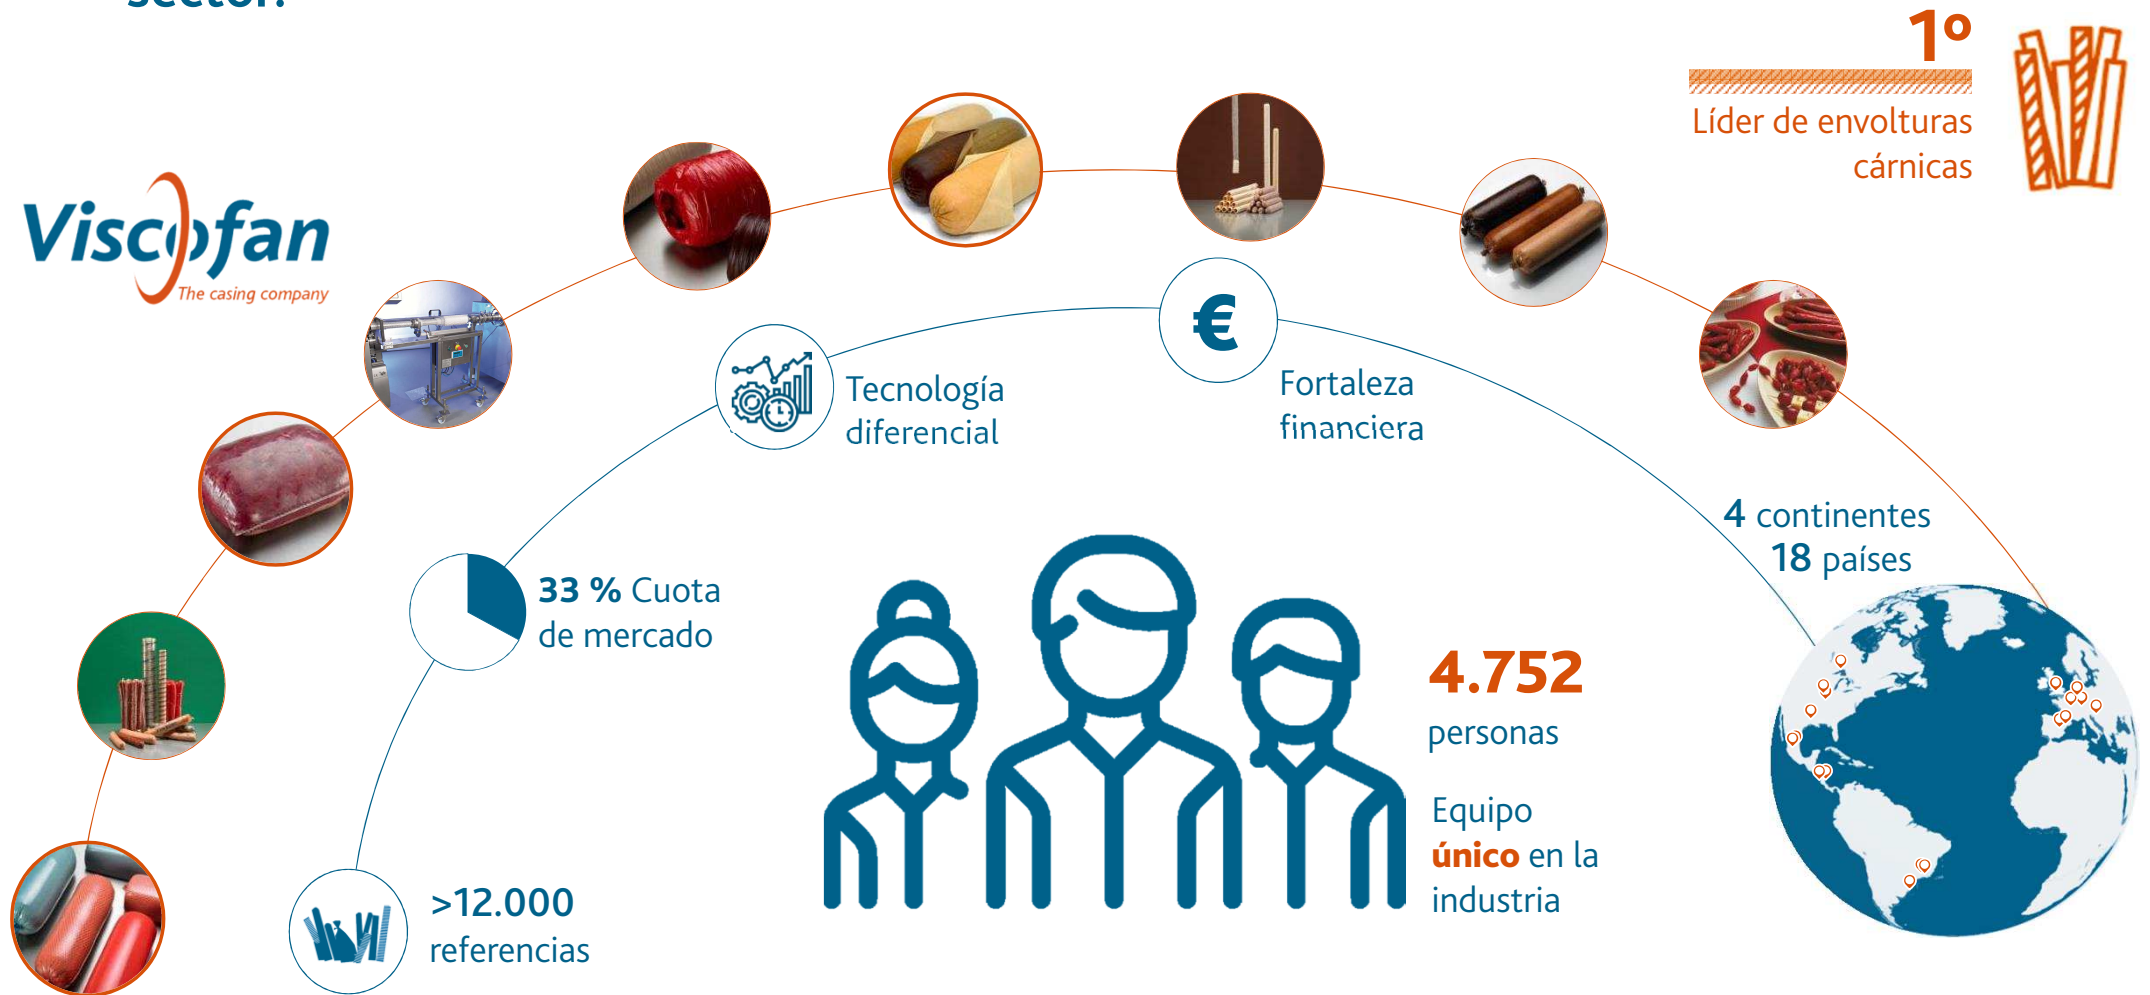 sector.
1º
Líder de envolturas
cárnicas
Viscofan
The casing company
€
Tecnología
diferencial
Fortaleza
financiera
4 continentes
18 países
33 % Cuota
de mercado
4.752
personas
Equipo
único en la
industria
>12.000
referencias